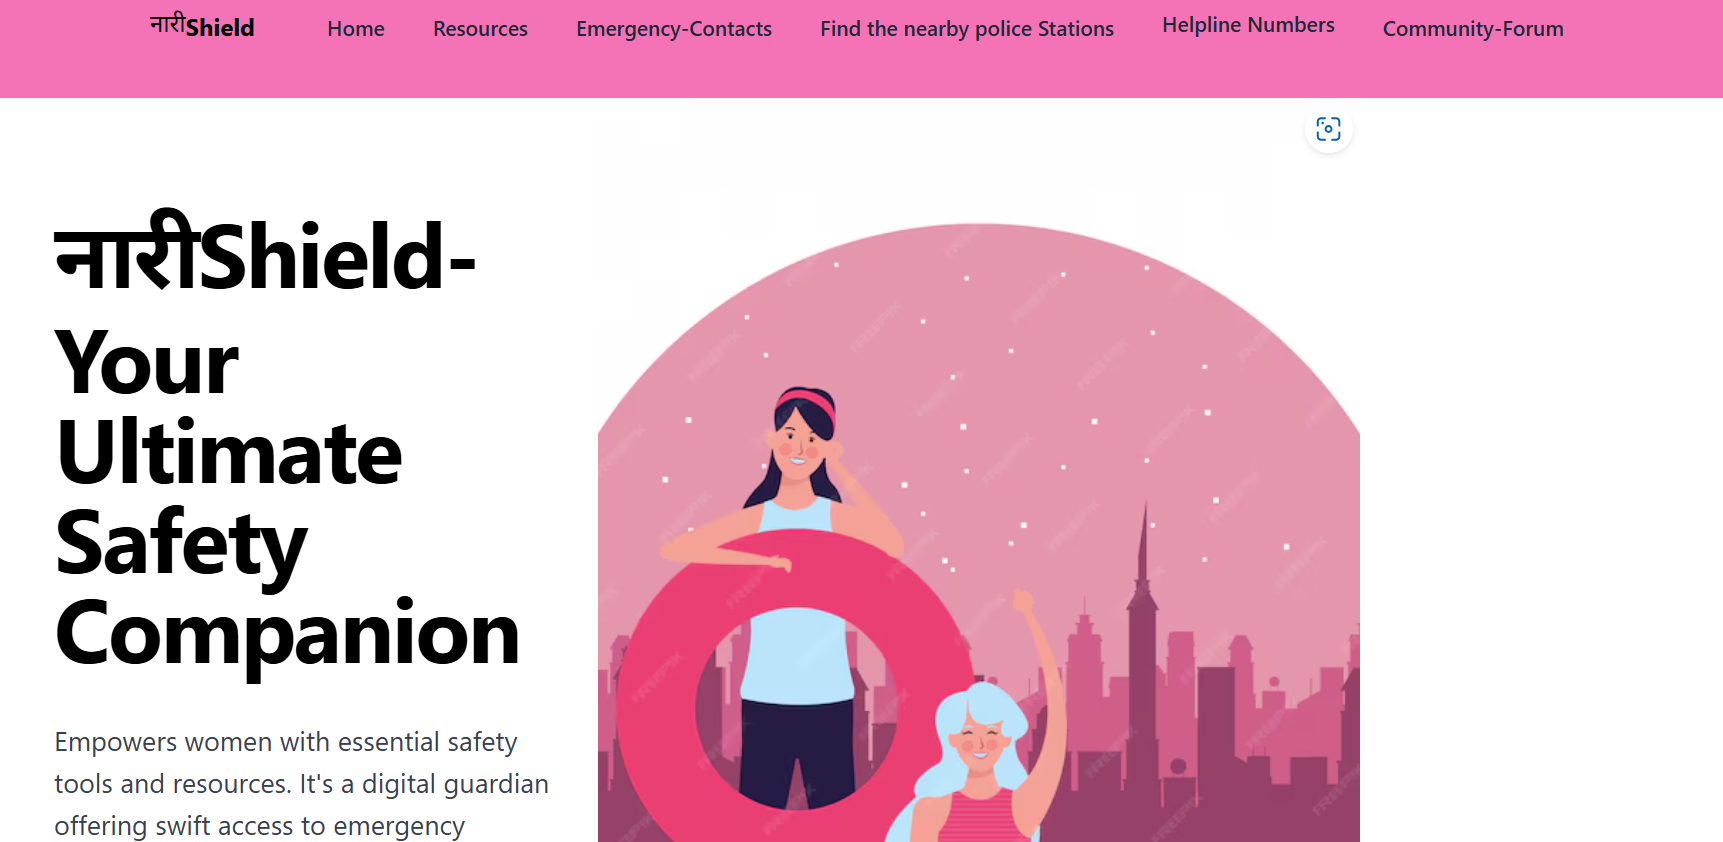 नारीShield Home Resources Emergency-Contacts Find the nearby police Stations Helpline Numbers Community-Forum
नारीShield-
Your
Ultimate
Safety
Companion
Empowers women with essential safety
tools and resources. It's a digital guardian
offering swift access to emergency
FREEPIK